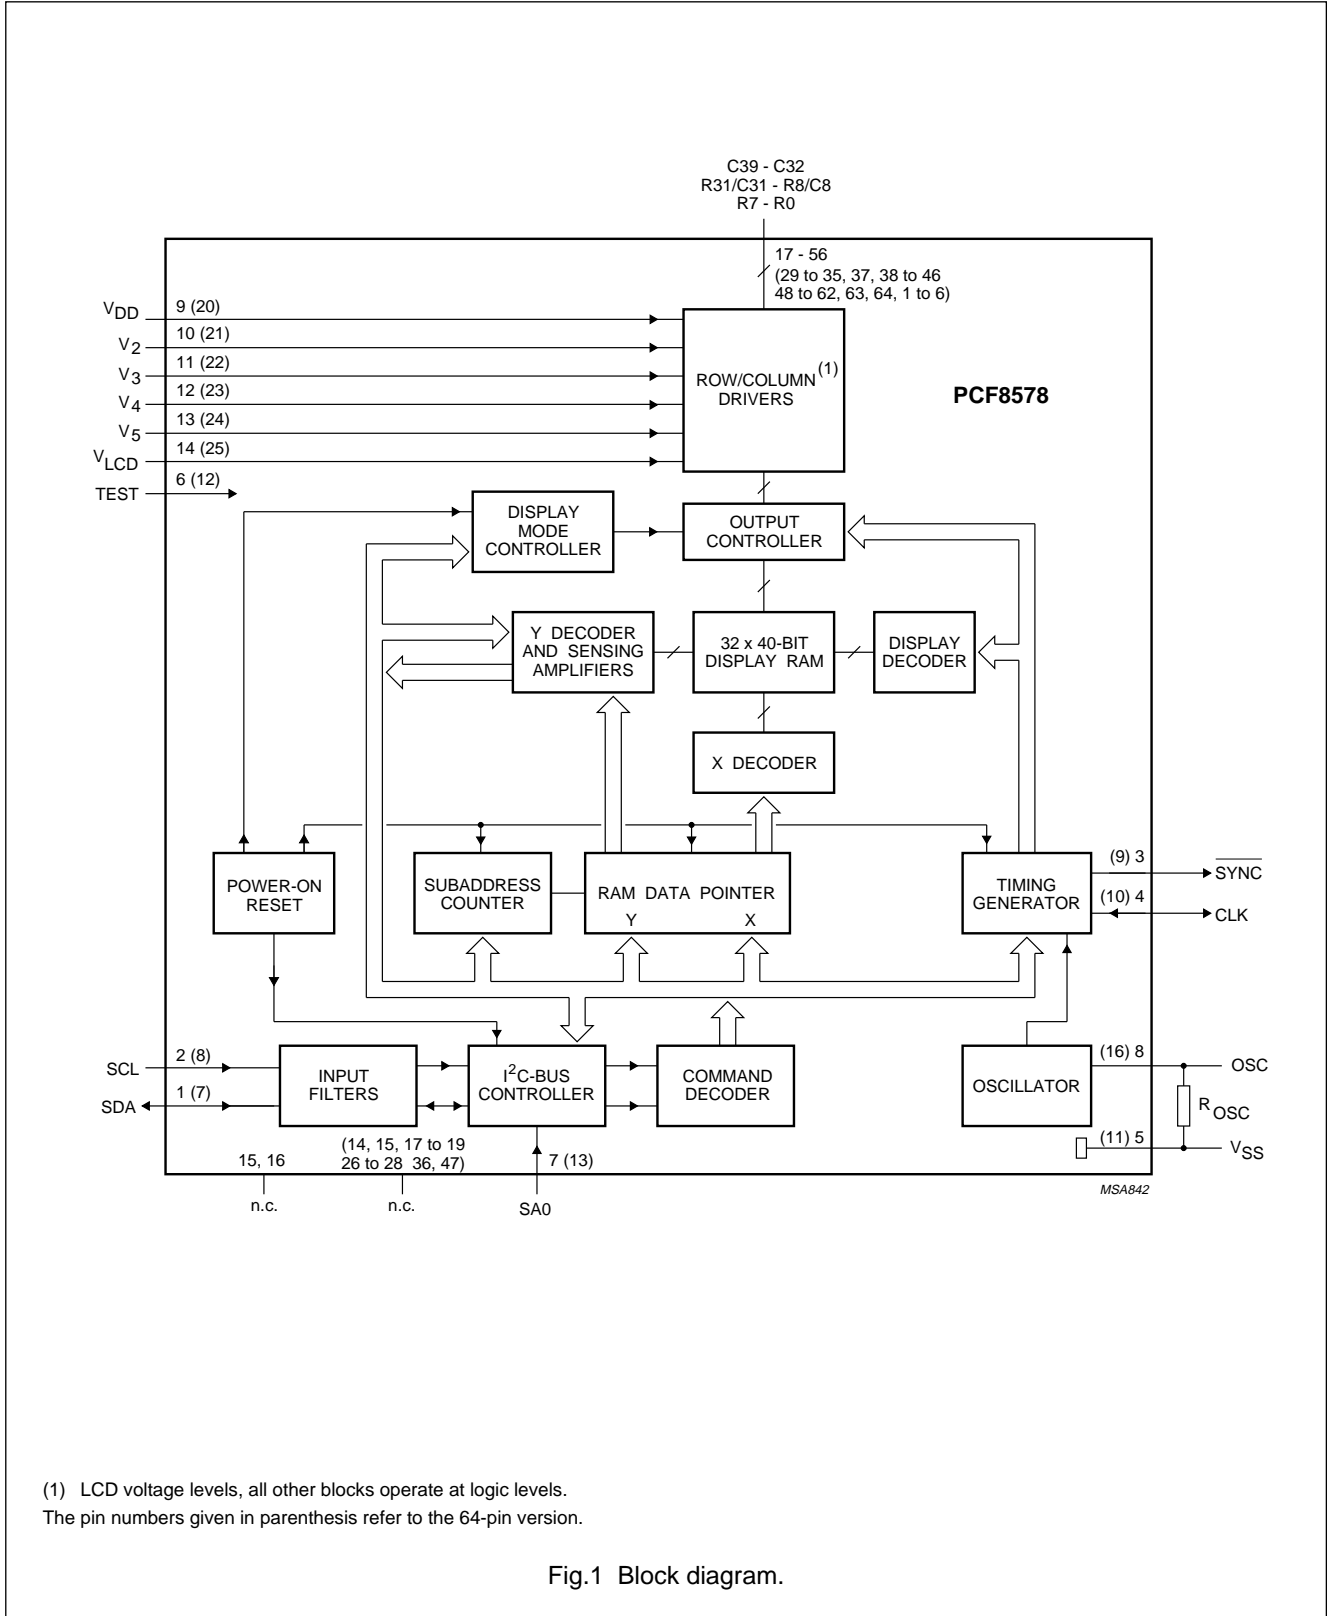 C39 - C32
R31/C31 - R8/C8
R7 - R0
17 - 56
(29 to 35, 37, 38 to 46
48 to 62, 63, 64, 1 to 6)
VDD
9 (20)
V2
10 (21)
V3
11 (22)
V4
12 (23)
V5
13 (24)
VLCD
14 (25)
TEST
6 (12)
ROW/COLUMN (1)
DRIVERS
PCF8578
DISPLAY
MODE
CONTROLLER
OUTPUT
CONTROLLER
Y DECODER
AND SENSING
AMPLIFIERS
32 x 40-BIT
DISPLAY RAM
DISPLAY
DECODER
X DECODER
POWER-ON
RESET
SUBADDRESS
COUNTER
RAM DATA POINTER
Y X
TIMING
GENERATOR
(9) 3
SYNC
(10) 4
CLK
SCL
2 (8)
SDA
1 (7)
INPUT
FILTERS
I2C-BUS
CONTROLLER
COMMAND
DECODER
OSCILLATOR
(16) 8
OSC
ROSC
(11) 5
VSS
15, 16
(14, 15, 17 to 19
26 to 28 36, 47)
7 (13)
n.c.
n.c.
SA0
MSA842
(1) LCD voltage levels, all other blocks operate at logic levels.
The pin numbers given in parenthesis refer to the 64-pin version.
Fig.1 Block diagram.